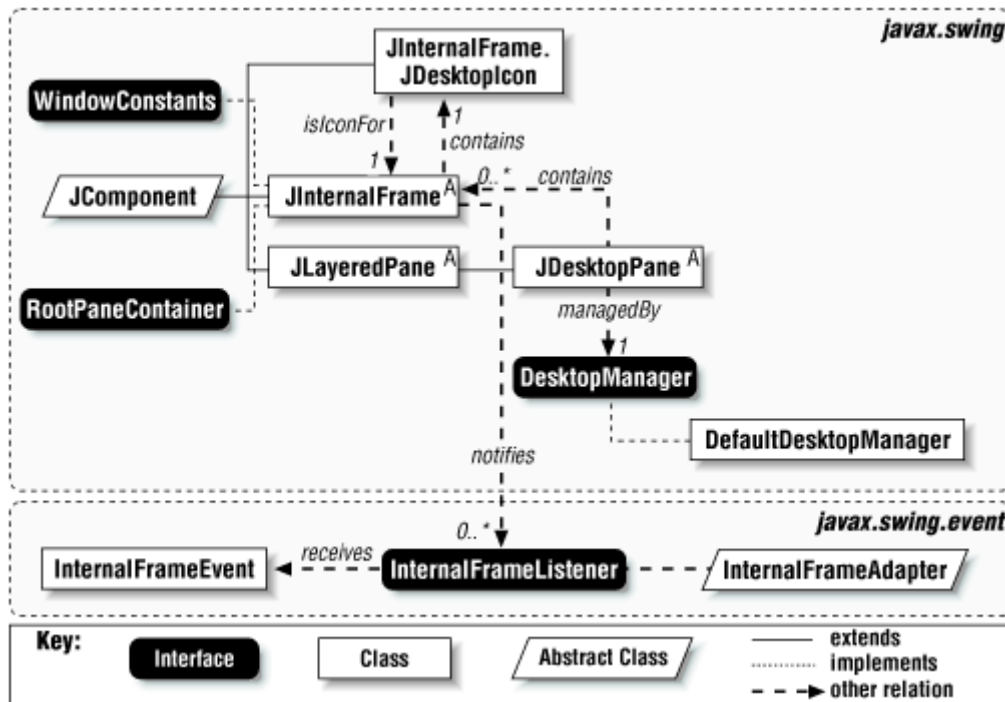 javax.swing
JInternalFrame.
JDesktopIcon
WindowConstants
isIconFor
1
contains
1
0..*
contains
JComponent
JInternalFrame A
JLayeredPane A
JDesktopPane A
RootPaneContainer
managedBy
1
DesktopManager
DefaultDesktopManager
notifies
javax.swing.event
0..*
InternalFrameEvent
receives
InternalFrameListener
InternalFrameAdapter
Key:
Interface
Class
Abstract Class
extends
implements
other relation